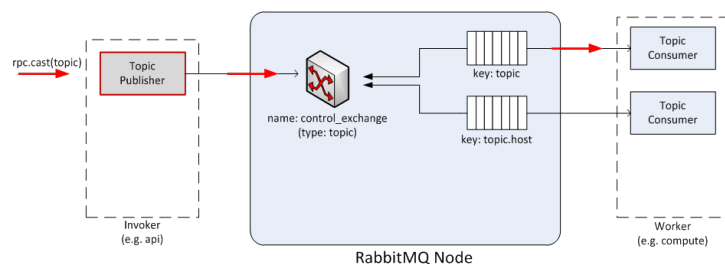 rpc.cast(topic)
Topic
Publisher
name: control_exchange
(type: topic)
key: topic
key: topic.host
Topic
Consumer
Topic
Consumer
Invoker
(e.g. api)
Worker
(e.g. compute)
RabbitMQ Node